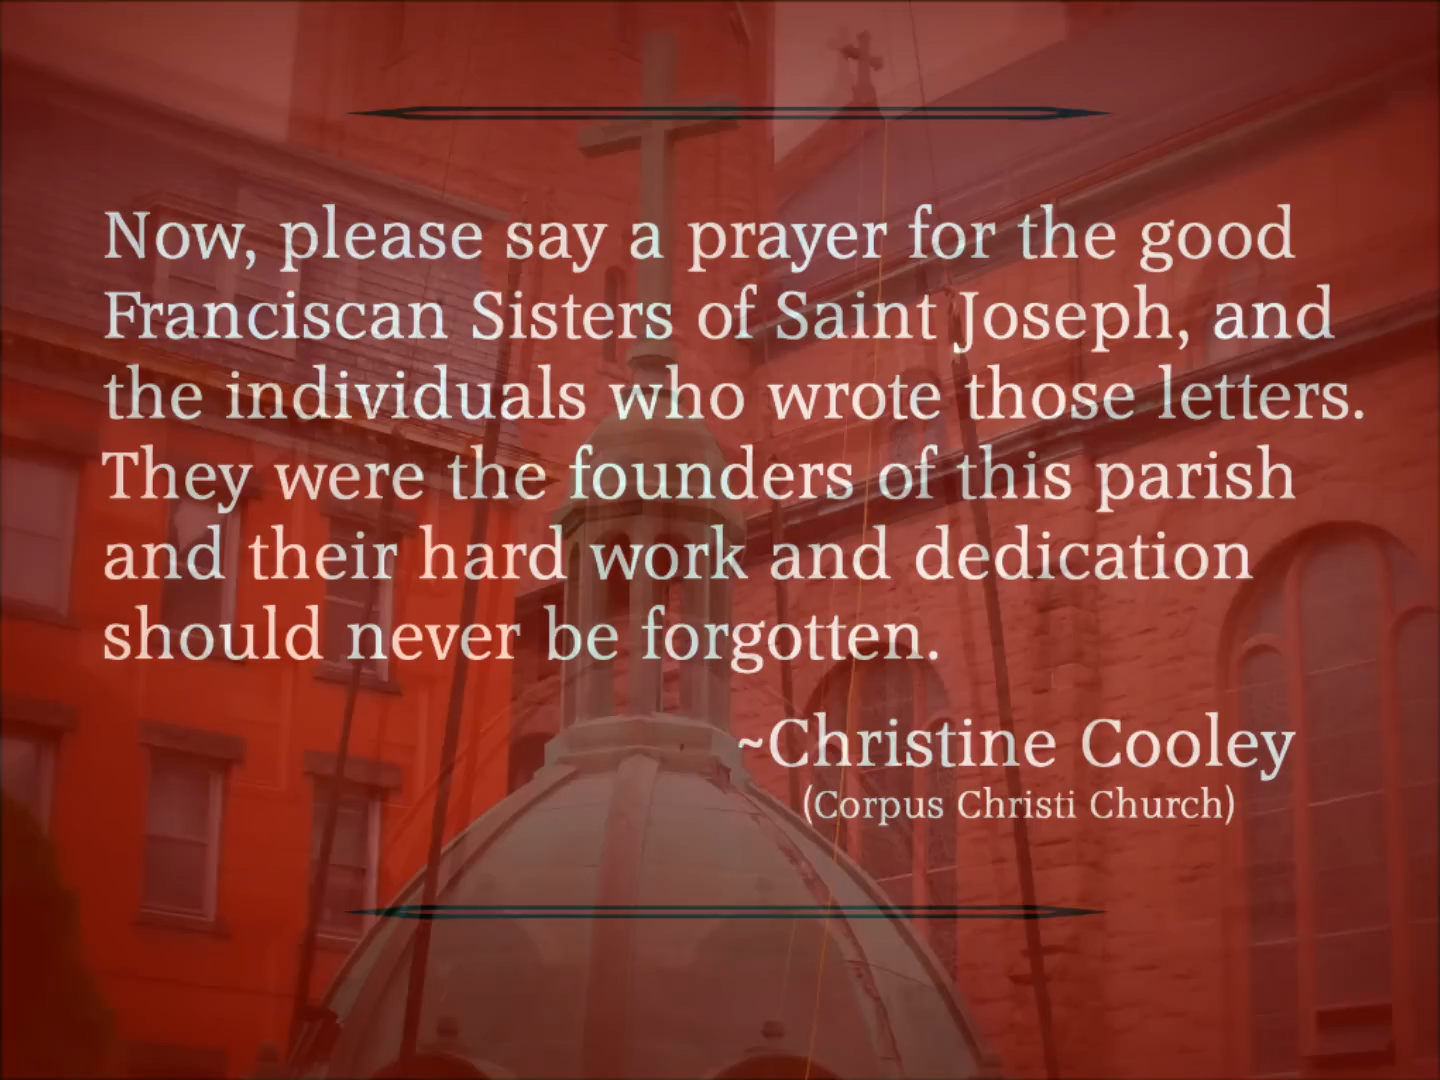 Now, please say a prayer for the good
Franciscan Sisters of Saint Joseph, and
the individuals who wrote those letters.
They were the founders of this parish
and their hard work and dedication
should never be forgotten.
~Christine Cooley
(Corpus Christi Church)